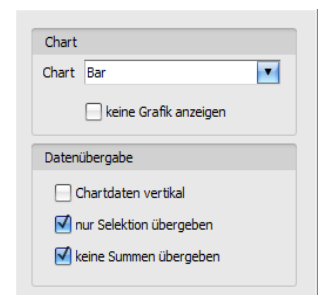 Chart
Chart Bar
keine Grafik anzeigen
Datenübergabe
Chartdaten vertikal
nur Selektion übergeben
keine Summen übergeben